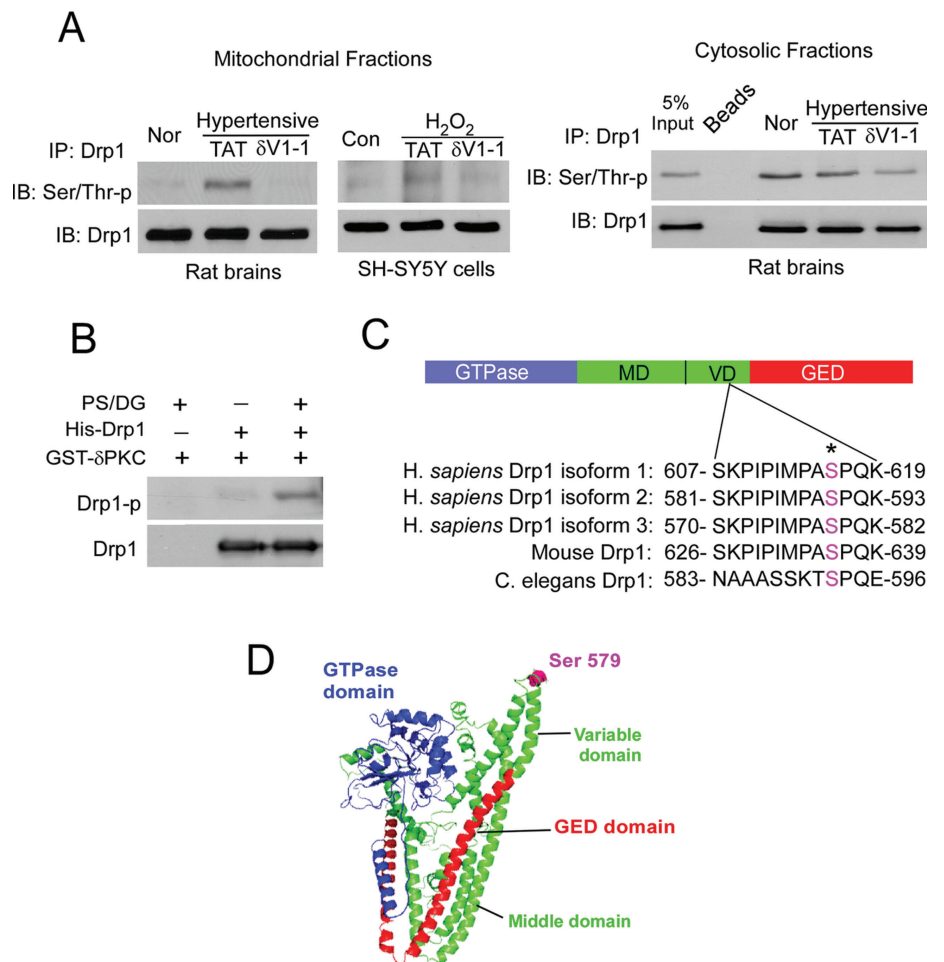 A
Mitochondrial Fractions
Nor
Hypertensive
TAT δV1-1
IP: Drp1
IB: Ser/Thr-p
IB: Drp1
Rat brains
Con
H2O2
TAT δV1-1
SH-SY5Y cells
Cytosolic Fractions
5% Input
Beads
Nor
Hypertensive
TAT δV1-1
IP: Drp1
IB: Ser/Thr-p
IB: Drp1
Rat brains
B
PS/DG + – +
His-Drp1 – + +
GST-δPKC + + +
Drp1-p
Drp1
C
GTPase MD VD GED
*
H. sapiens Drp1 isoform 1: 607- SKPIPIMPASPQK-619
H. sapiens Drp1 isoform 2: 581- SKPIPIMPASPQK-593
H. sapiens Drp1 isoform 3: 570- SKPIPIMPASPQK-582
Mouse Drp1: 626- SKPIPIMPASPQK-639
C. elegans Drp1: 583- NAAASSKTSPQE-596
D
GTPase
domain
Ser 579
Variable
domain
GED domain
Middle domain